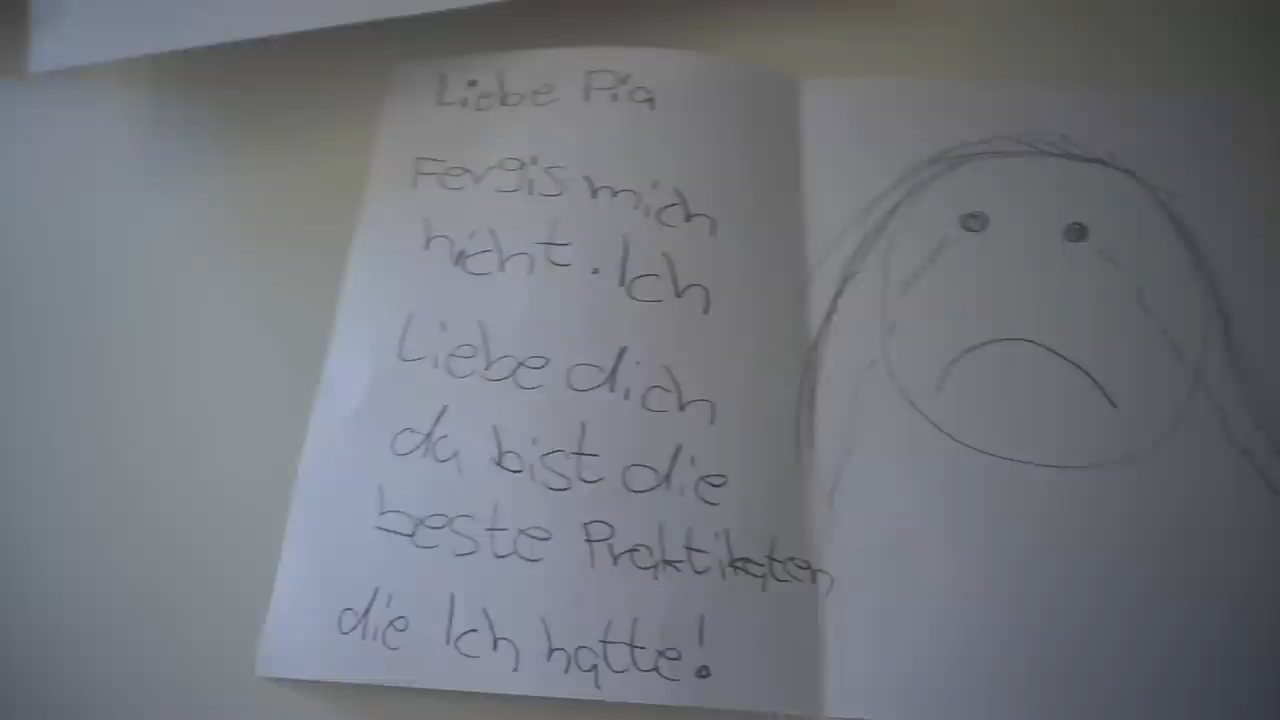 Liebe Pia
Fergis mich
nicht. Ich
Liebe dich
du bist die
beste Praktikaten
die Ich hatte!